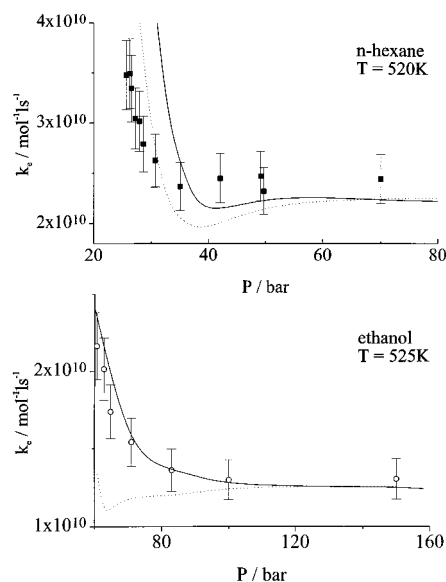 n-hexane
T = 520K
k_e / mol⁻¹ls⁻¹
4x10¹⁰
3x10¹⁰
2x10¹⁰
20 40 60 80
P / bar
ethanol
T = 525K
k_e / mol⁻¹ls⁻¹
2x10¹⁰
1x10¹⁰
80 120 160
P / bar